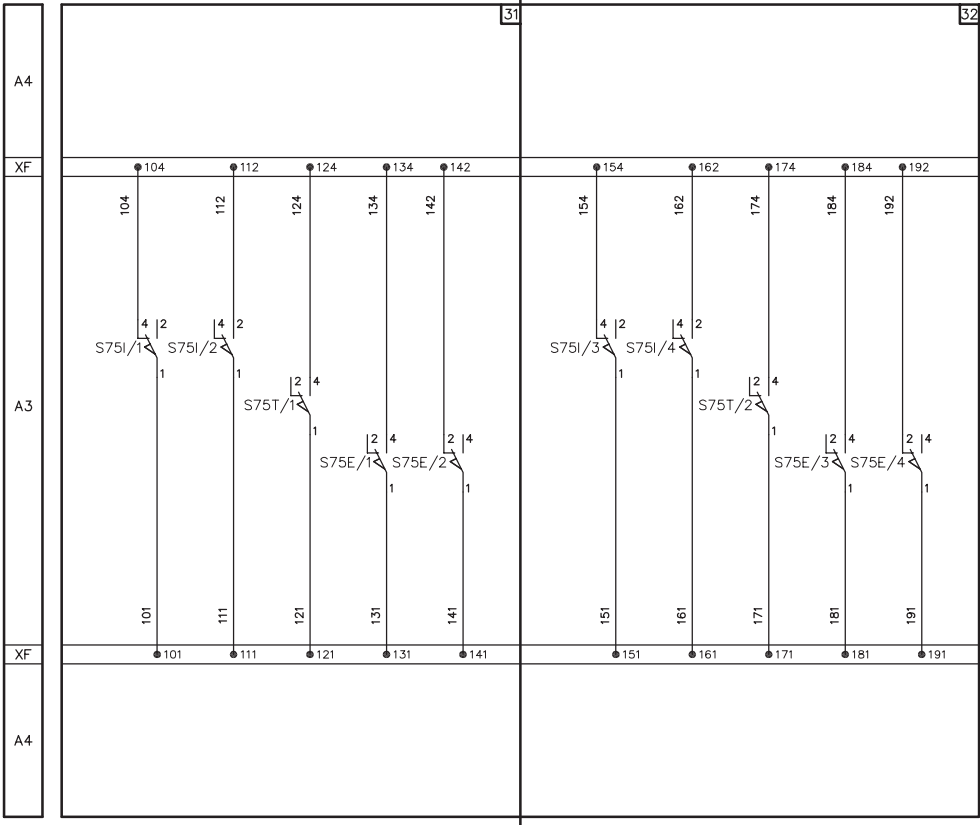 31 32
A4
XF 104 112 124 134 142 154 162 174 184 192
104 112 124 134 142 154 162 174 184 192
4 2 4 2 4 2 4 2
S75I/1 S75I/2 S75I/3 S75I/4
1 1 1 1
2 4 2 4
A3 S75T/1 S75T/2
1 1
2 4 2 4 2 4 2 4
S75E/1 S75E/2 S75E/3 S75E/4
1 1 1 1
101 111 121 131 141 151 161 171 181 191
XF 101 111 121 131 141 151 161 171 181 191
A4